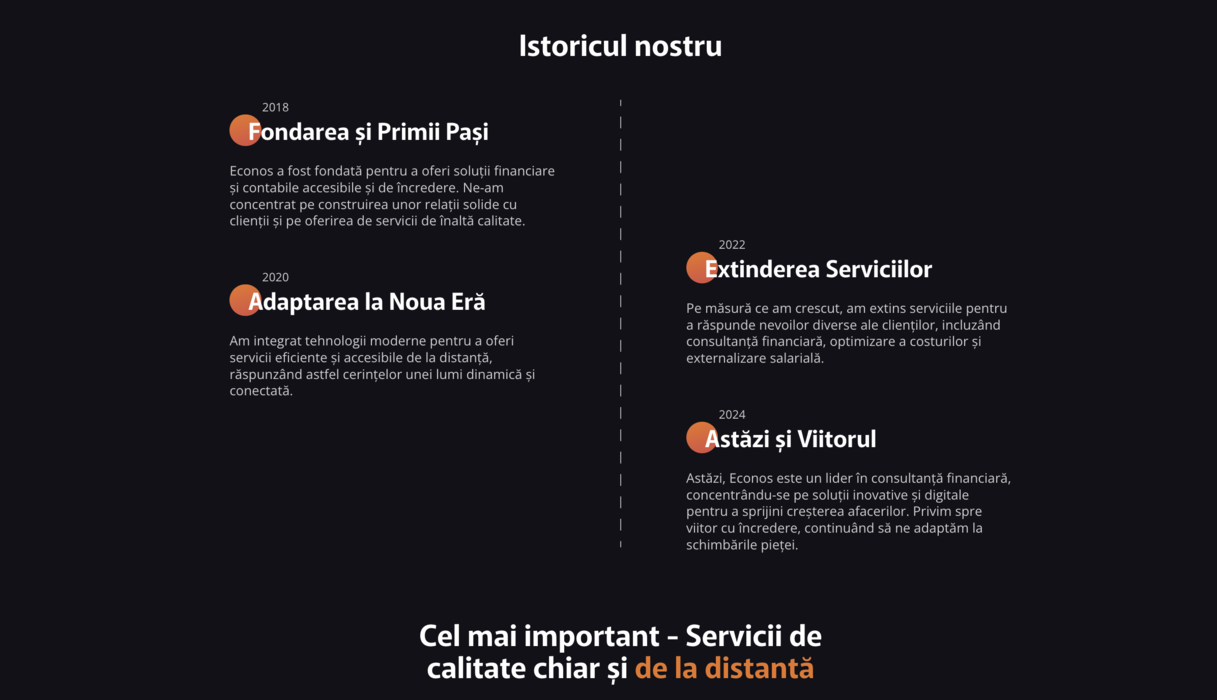 Istoricul nostru
2018
Fondarea și Primii Pași
Econos a fost fondată pentru a oferi soluții financiare
și contabile accesibile și de încredere. Ne-am
concentrat pe construirea unor relații solide cu
clienții și pe oferirea de servicii de înaltă calitate.
2020
Adaptarea la Noua Eră
Am integrat tehnologii moderne pentru a oferi
servicii eficiente și accesibile de la distanță,
răspunzând astfel cerințelor unei lumi dinamică și
conectată.
2022
Extinderea Serviciilor
Pe măsură ce am crescut, am extins serviciile pentru
a răspunde nevoilor diverse ale clienților, incluzând
consultanță financiară, optimizare a costurilor și
externalizare salarială.
2024
Astăzi și Viitorul
Astăzi, Econos este un lider în consultanță financiară,
concentrându-se pe soluții inovative și digitale
pentru a sprijini creșterea afacerilor. Privim spre
viitor cu încredere, continuând să ne adaptăm la
schimbările pieței.
Cel mai important – Servicii de
calitate chiar și de la distantă